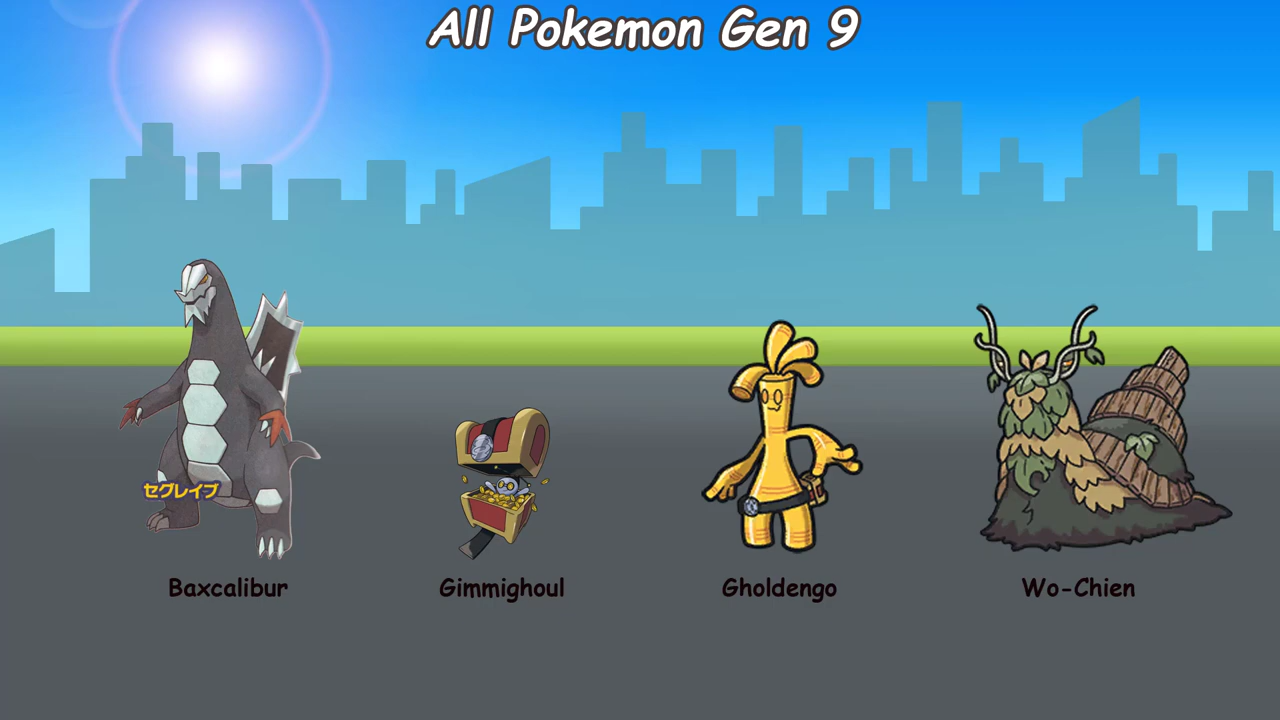 All Pokemon Gen 9
セグレイブ
Baxcalibur
Gimmighoul
Gholdengo
Wo-Chien